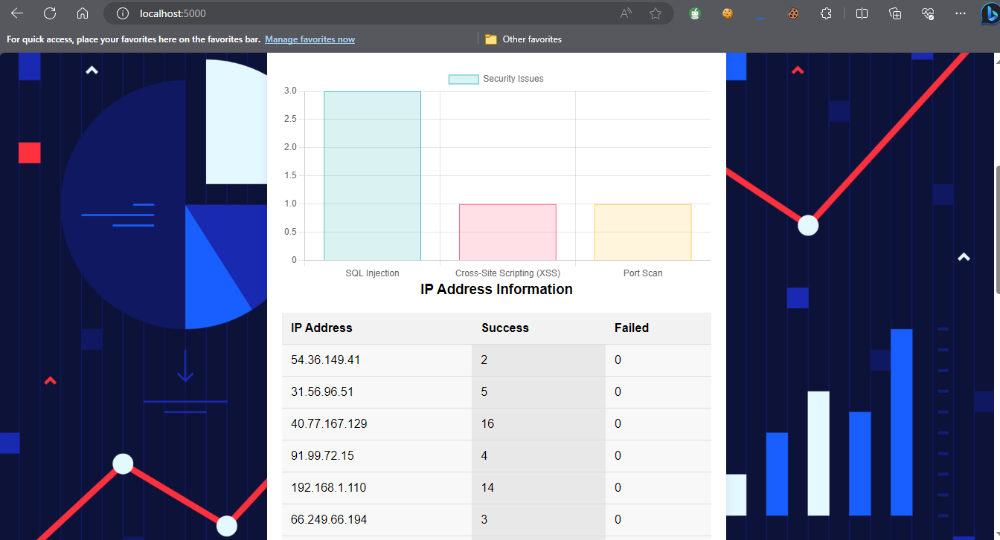 localhost:5000
For quick access, place your favorites here on the favorites bar. Manage favorites now
Other favorites
Security Issues
3.0
2.5
2.0
1.5
1.0
0.5
0
SQL Injection Cross-Site Scripting (XSS) Port Scan
IP Address Information
IP Address Success Failed
54.36.149.41 2 0
31.56.96.51 5 0
40.77.167.129 16 0
91.99.72.15 4 0
192.168.1.110 14 0
66.249.66.194 3 0